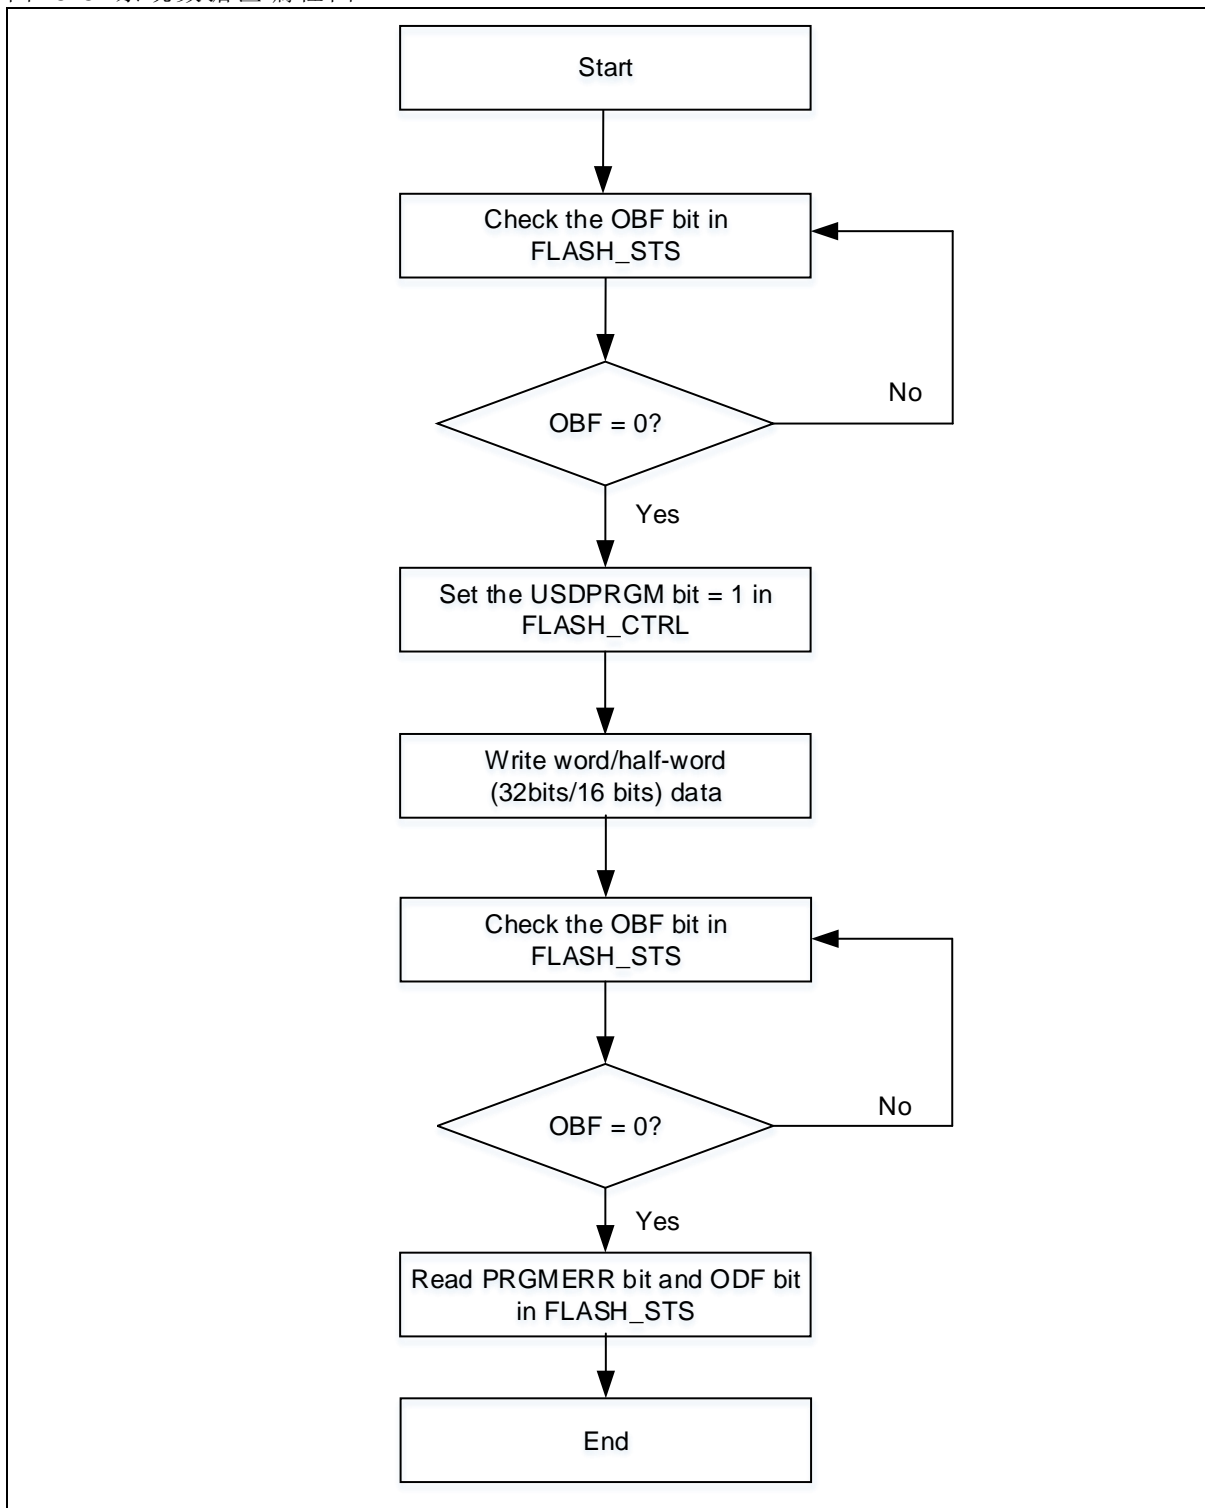 Start
Check the OBF bit in
FLASH_STS
OBF = 0?
No
Yes
Set the USDPRGM bit = 1 in
FLASH_CTRL
Write word/half-word
(32bits/16 bits) data
Check the OBF bit in
FLASH_STS
OBF = 0?
No
Yes
Read PRGMERR bit and ODF bit
in FLASH_STS
End